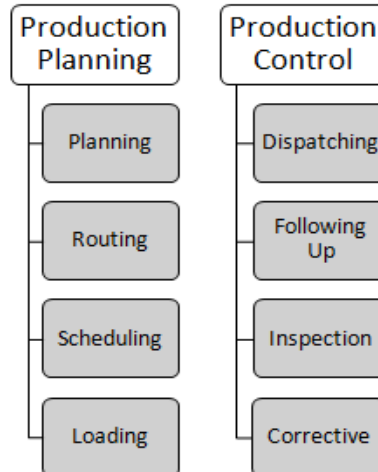 Production
Planning
Planning
Routing
Scheduling
Loading
Production
Control
Dispatching
Following
Up
Inspection
Corrective